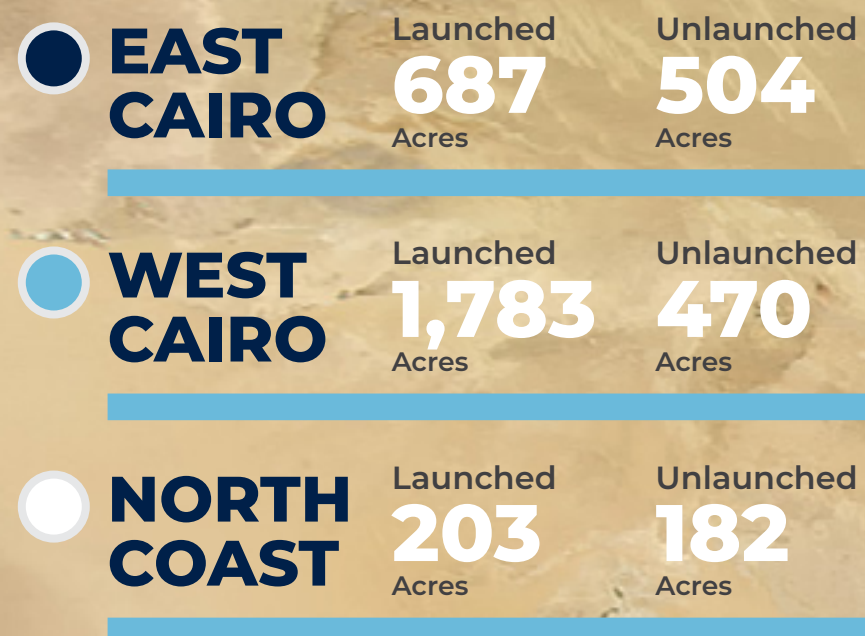 EAST
CAIRO
Launched
687
Acres
Unlaunched
504
Acres
WEST
CAIRO
Launched
1,783
Acres
Unlaunched
470
Acres
NORTH
COAST
Launched
203
Acres
Unlaunched
182
Acres